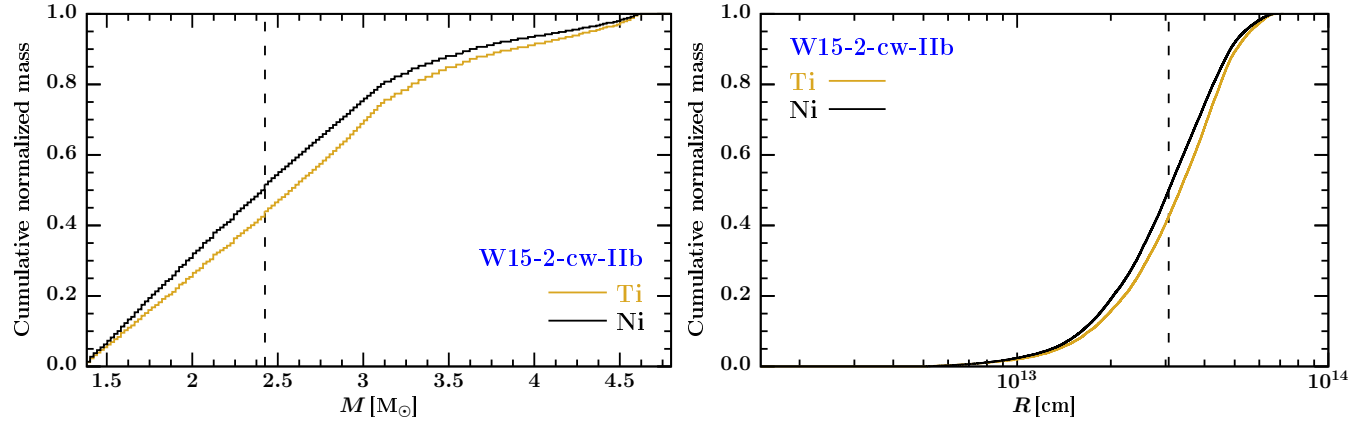 Cumulative normalized mass
1.0
0.8
0.6
0.4
0.2
0.0
W15-2-cw-IIb
Ti
Ni
1.5 2 2.5 3 3.5 4 4.5
M [M⊙]
Cumulative normalized mass
1.0
0.8
0.6
0.4
0.2
0.0
W15-2-cw-IIb
Ti
Ni
10¹³ 10¹⁴
R [cm]